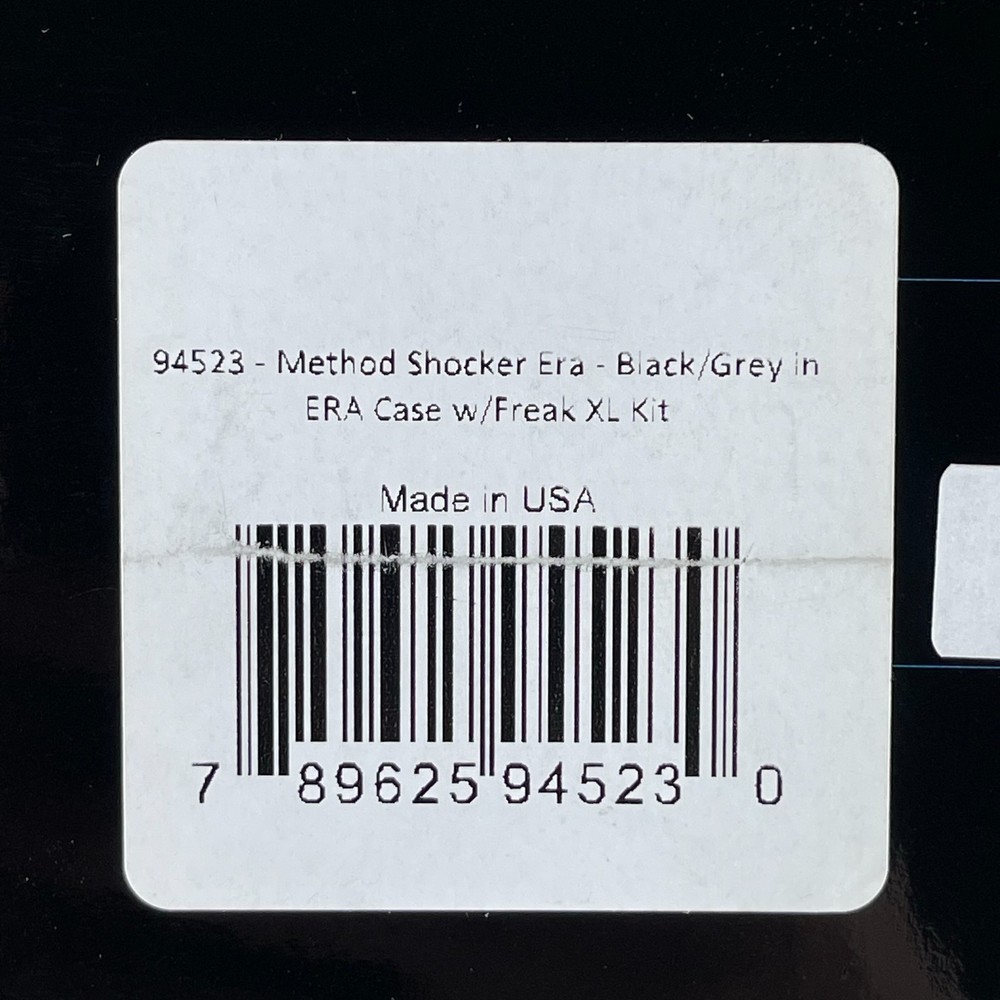 94523 - Method Shocker Era - Black/Grey in
ERA Case w/Freak XL Kit
Made in USA
7 89625 94523 0